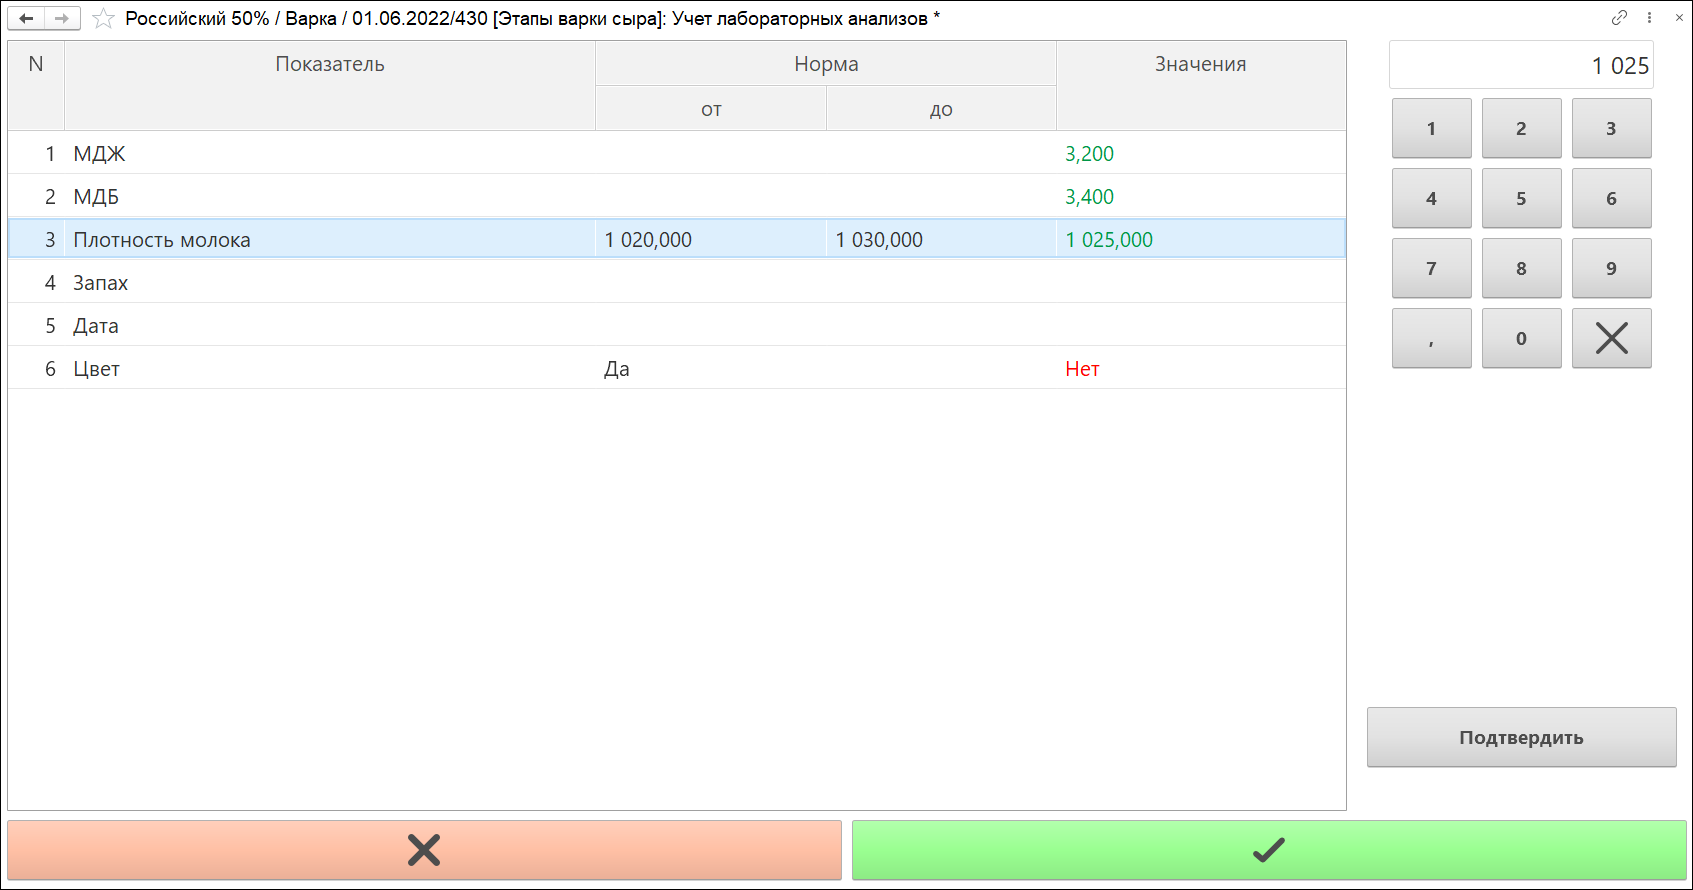 Российский 50% / Варка / 01.06.2022/430 [Этапы варки сыра]: Учет лабораторных анализов *
N Показатель Норма Значения
от до
1 МДЖ 3,200
2 МДБ 3,400
3 Плотность молока 1 020,000 1 030,000 1 025,000
4 Запах
5 Дата
6 Цвет Да Нет
1 025
1 2 3
4 5 6
7 8 9
, 0
Подтвердить